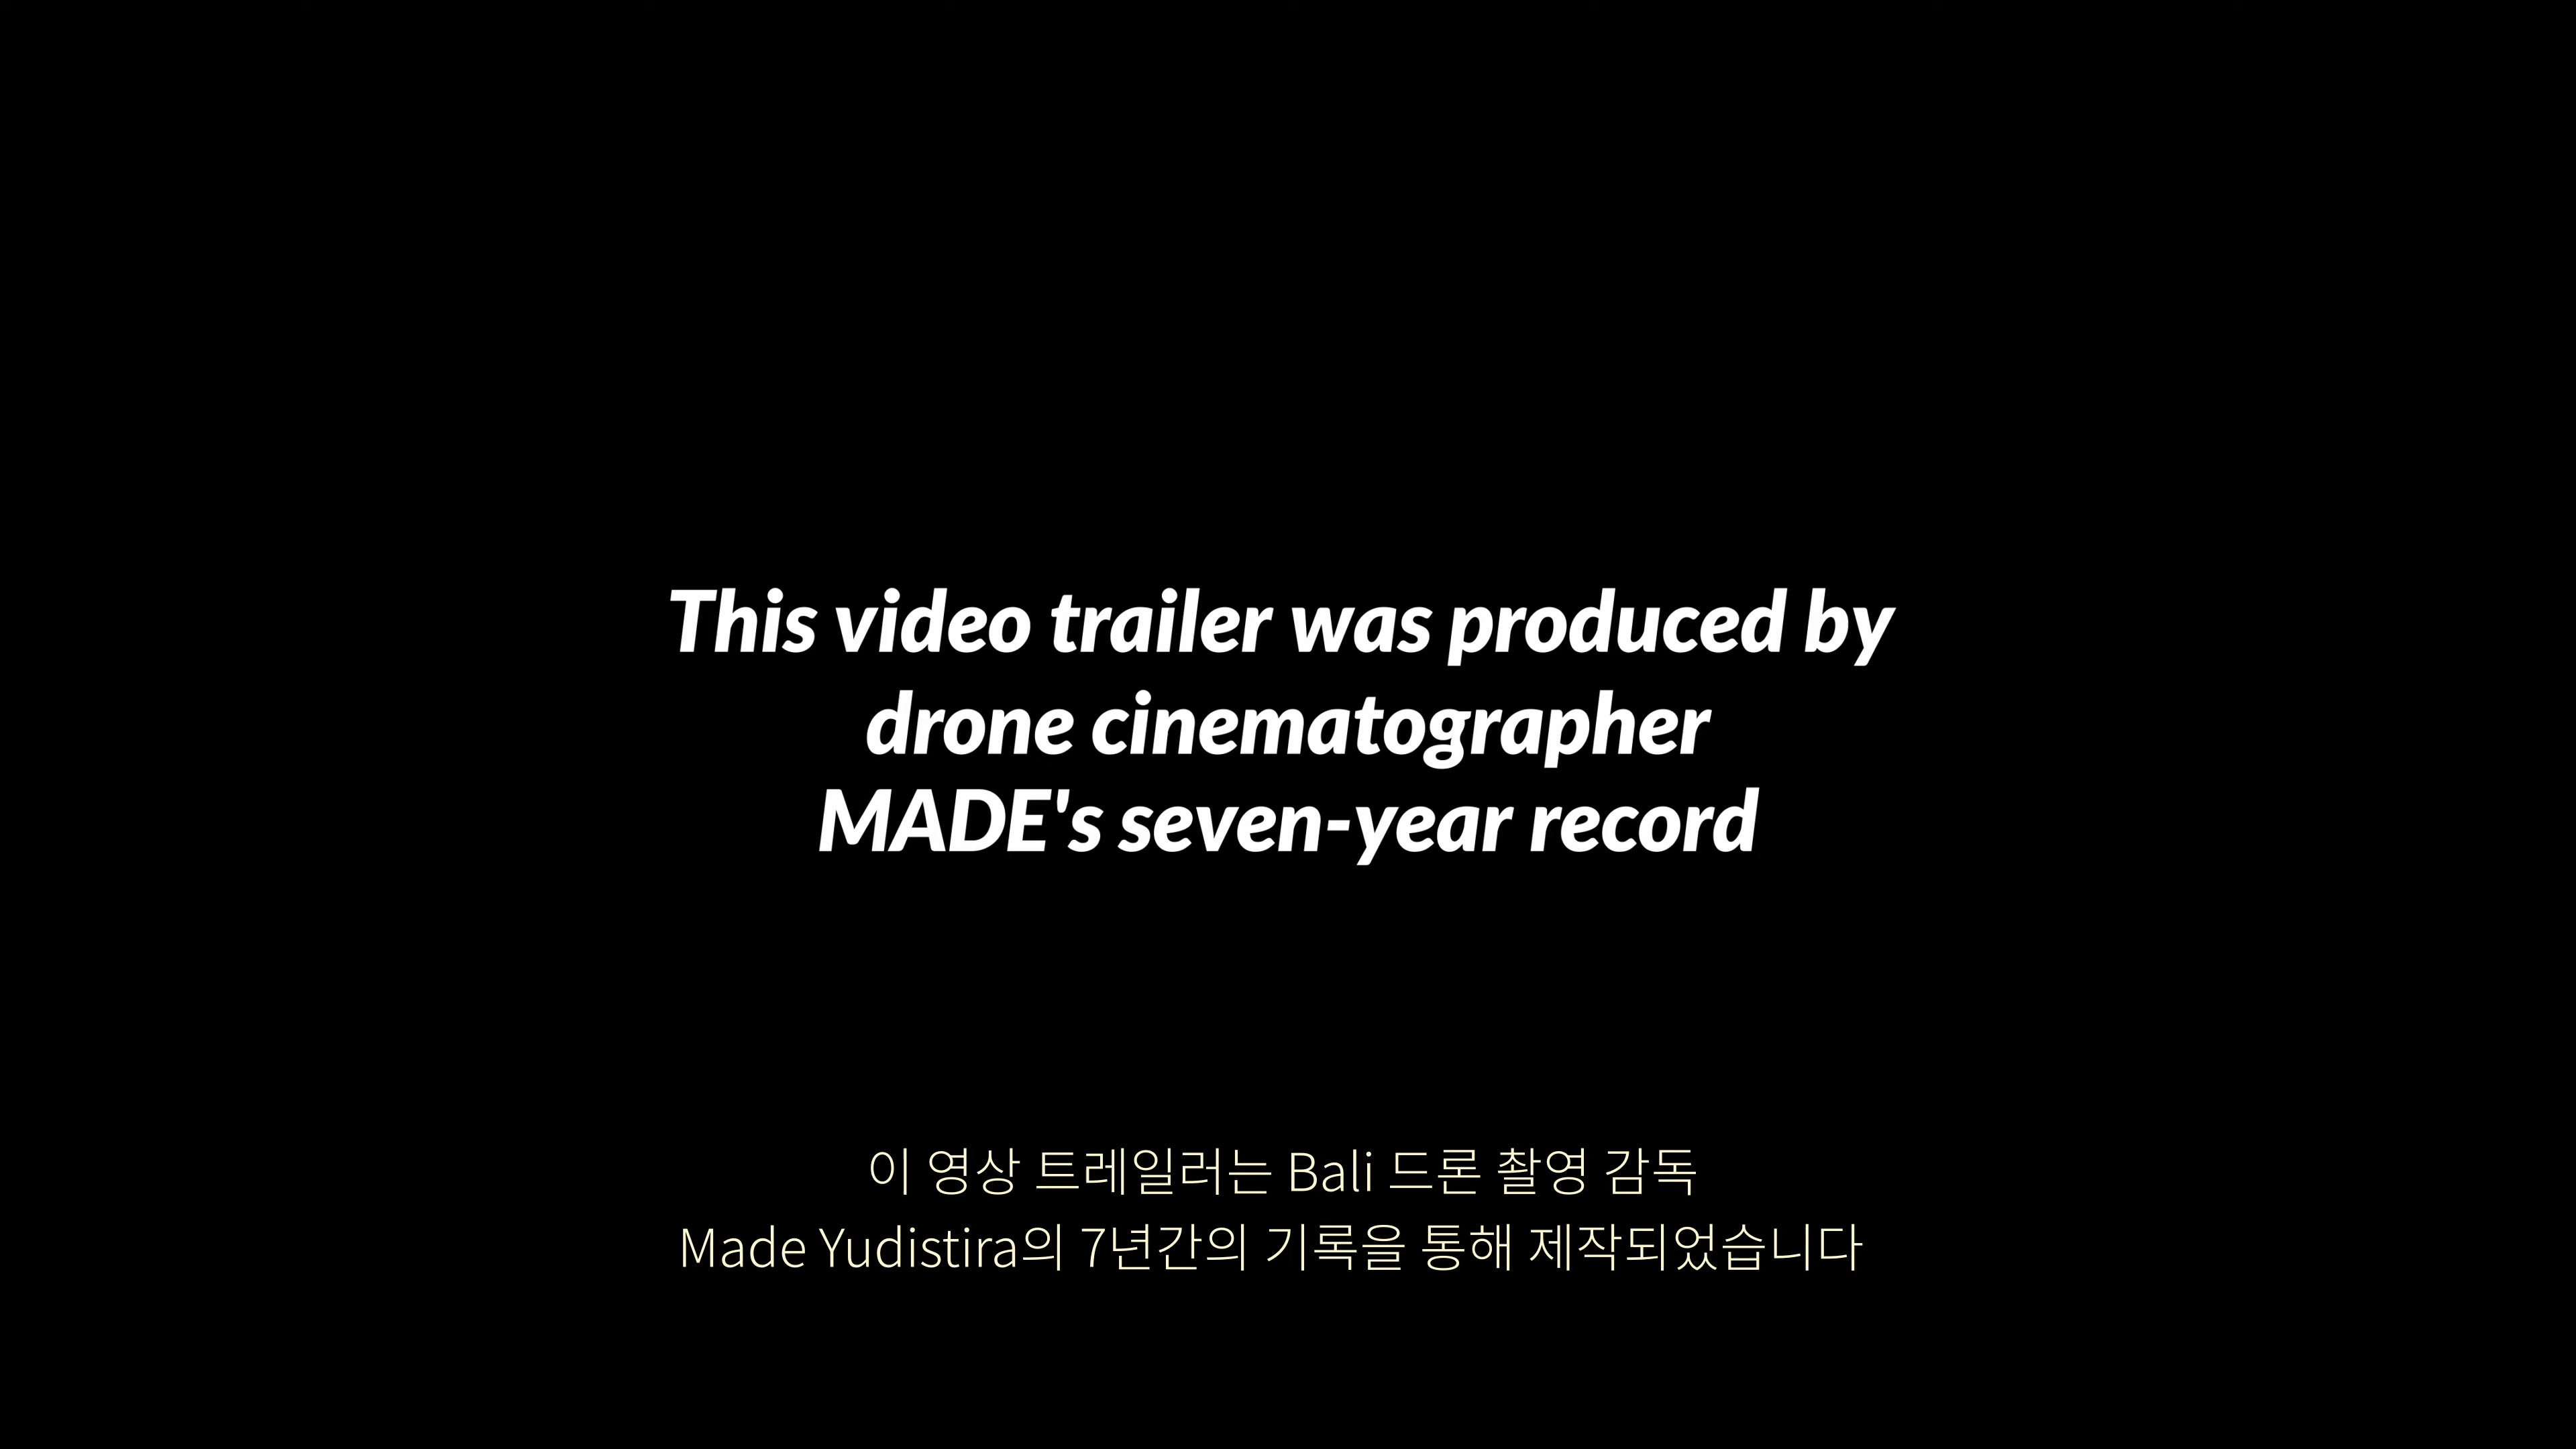 This video trailer was produced by
drone cinematographer
MADE's seven-year record
이 영상 트레일러는 Bali 드론 촬영 감독
Made Yudistira의 7년간의 기록을 통해 제작되었습니다